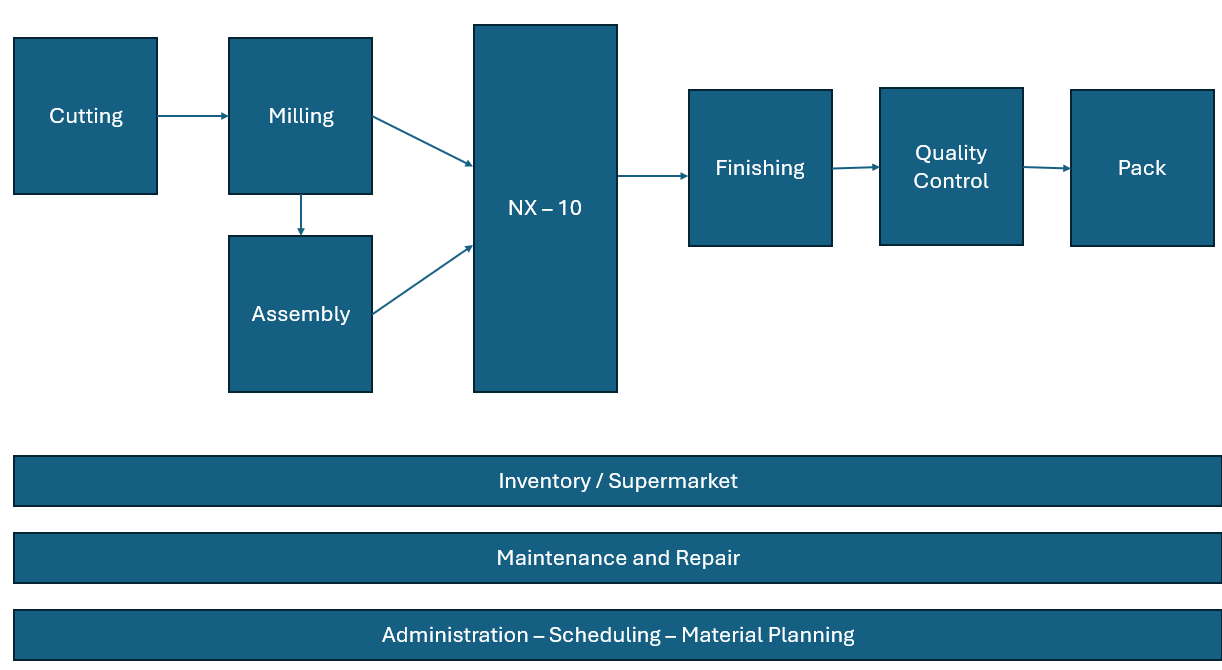 Cutting
Milling
NX – 10
Finishing
Quality
Control
Pack
Assembly
Inventory / Supermarket
Maintenance and Repair
Administration – Scheduling – Material Planning